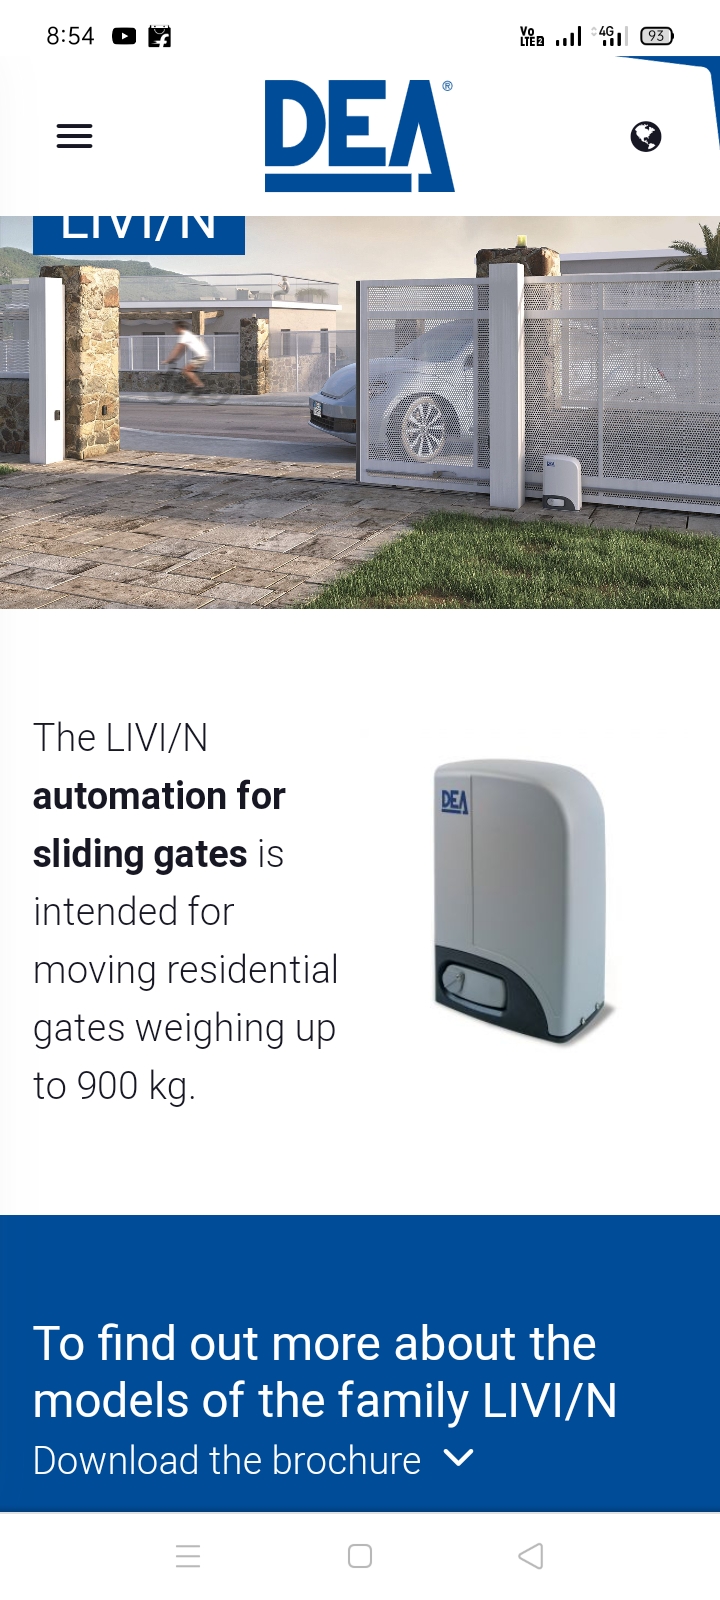 8:54
Vo
LTE2
4G
93
DEA®
LIVI/N
DEA
The LIVI/N
automation for
sliding gates is
intended for
moving residential
gates weighing up
to 900 kg.
DEA
To find out more about the
models of the family LIVI/N
Download the brochure